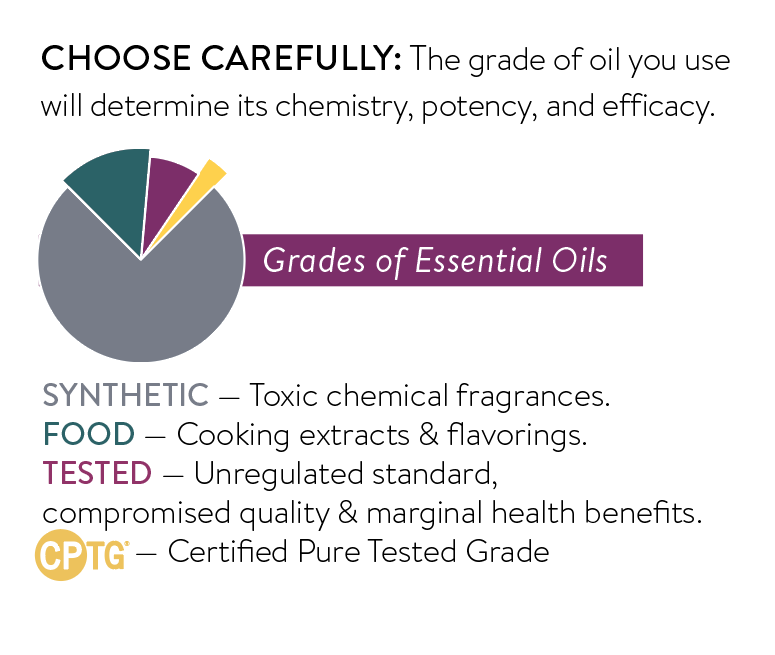 CHOOSE CAREFULLY: The grade of oil you use
will determine its chemistry, potency, and efficacy.
Grades of Essential Oils
SYNTHETIC — Toxic chemical fragrances.
FOOD — Cooking extracts & flavorings.
TESTED — Unregulated standard,
compromised quality & marginal health benefits.
CPTG® — Certified Pure Tested Grade